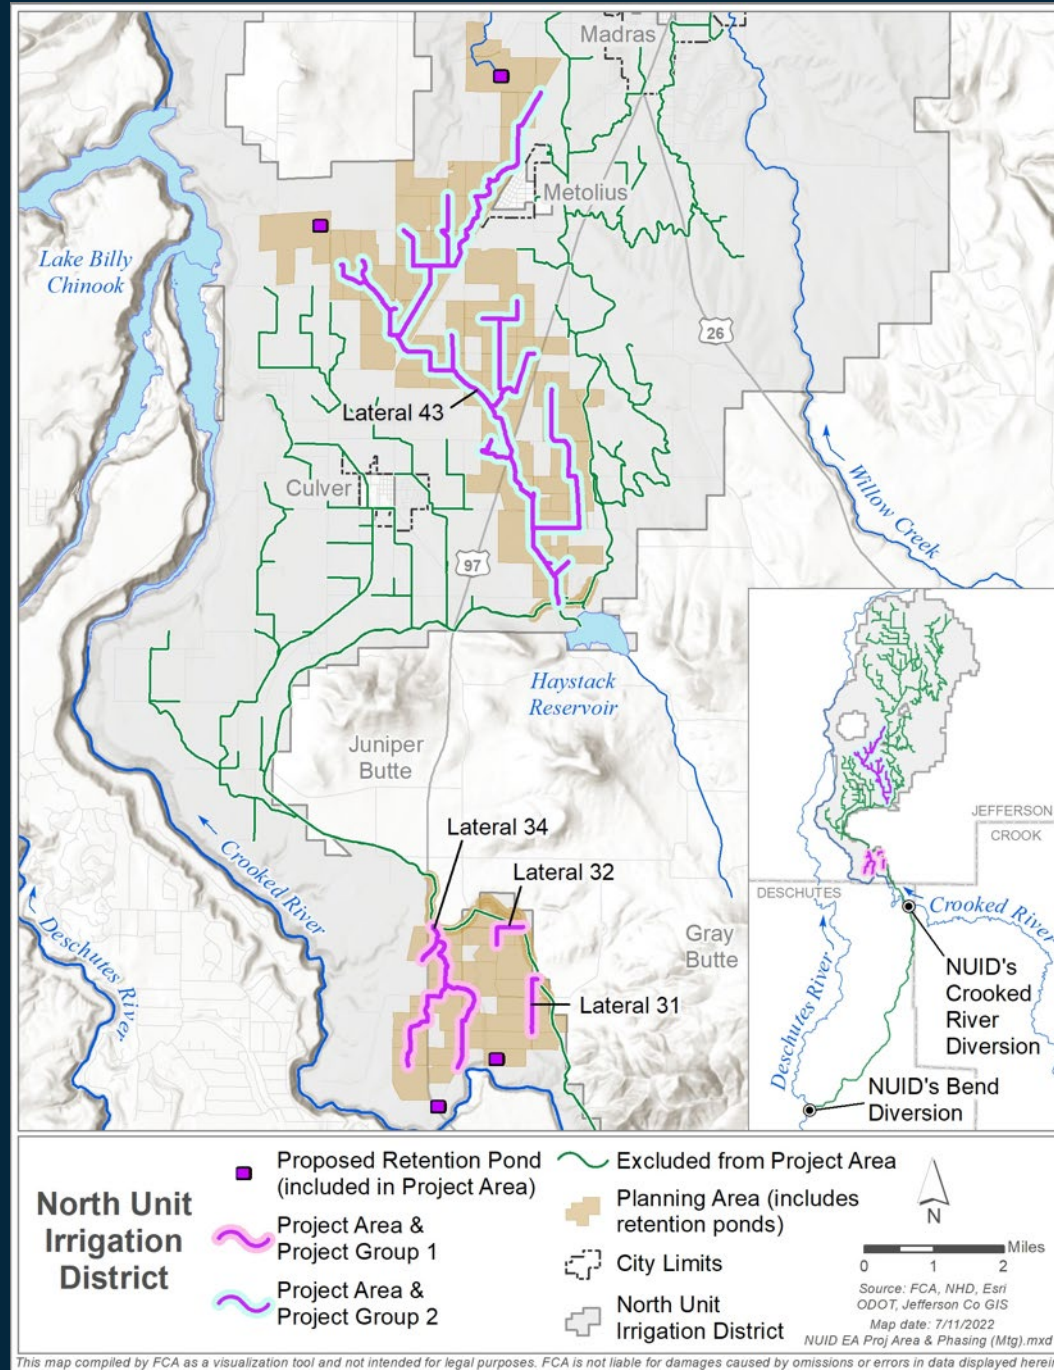 Madras
Metolius
Lake Billy
Chinook
26
Lateral 43
Culver
Willow Creek
97
Haystack
Reservoir
Juniper
Butte
JEFFERSON
CROOK
Lateral 34
Lateral 32
DESCHUTES
Crooked River
Crooked River
Deschutes River
Gray
Butte
NUID's
Crooked
River
Diversion
Lateral 31
Deschutes River
NUID's Bend
Diversion
North Unit
Irrigation
District
Proposed Retention Pond
(included in Project Area)
Project Area &
Project Group 1
Project Area &
Project Group 2
Excluded from Project Area
Planning Area (includes
retention ponds)
City Limits
North Unit
Irrigation District
N
Miles
0 1 2
Source: FCA, NHD, Esri
ODOT, Jefferson Co GIS
Map date: 7/11/2022
NUID EA Proj Area & Phasing (Mtg).mxd
This map compiled by FCA as a visualization tool and not intended for legal purposes. FCA is not liable for damages caused by omissions or errors in data displayed